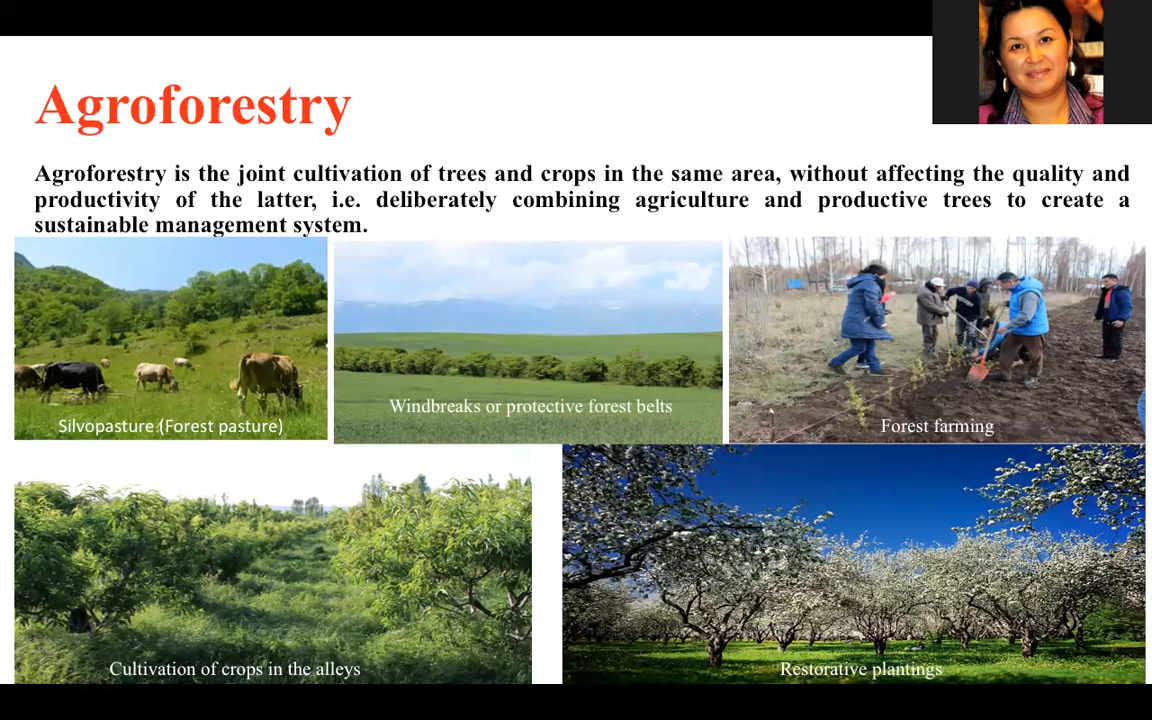 Agroforestry
Agroforestry is the joint cultivation of trees and crops in the same area, without affecting the quality and
productivity of the latter, i.e. deliberately combining agriculture and productive trees to create a
sustainable management system.
Silvopasture (Forest pasture)
Windbreaks or protective forest belts
Forest farming
Cultivation of crops in the alleys
Restorative plantings